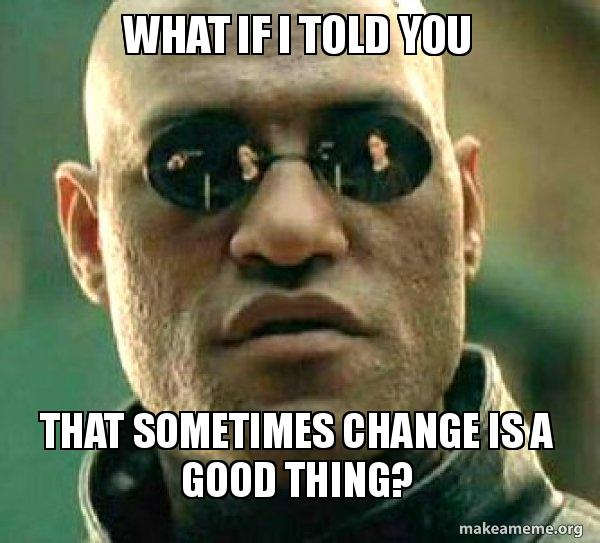 WHAT IF I TOLD YOU
THAT SOMETIMES CHANGE IS A
GOOD THING?
makeameme.org